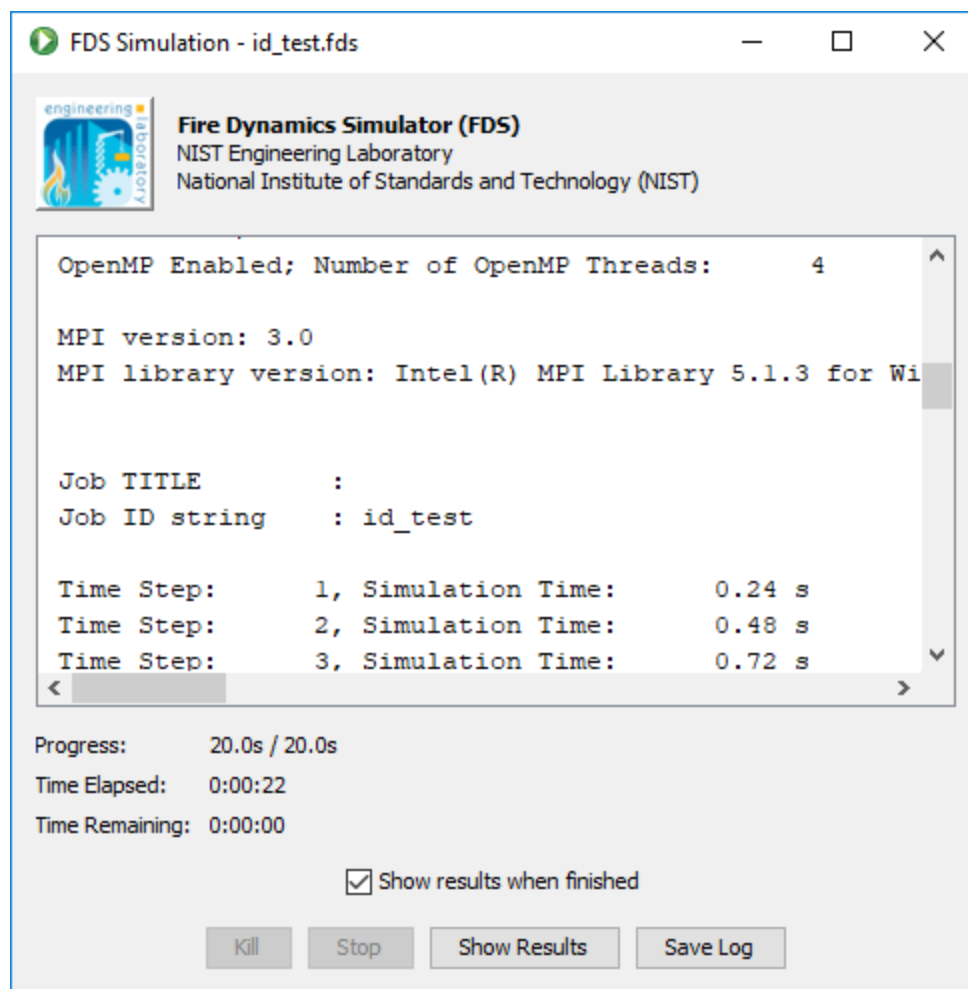 FDS Simulation - id_test.fds
engineering
laboratory
Fire Dynamics Simulator (FDS)
NIST Engineering Laboratory
National Institute of Standards and Technology (NIST)
OpenMP Enabled; Number of OpenMP Threads: 4
MPI version: 3.0
MPI library version: Intel(R) MPI Library 5.1.3 for Wi
Job TITLE :
Job ID string : id_test
Time Step: 1, Simulation Time: 0.24 s
Time Step: 2, Simulation Time: 0.48 s
Time Step: 3, Simulation Time: 0.72 s
Progress: 20.0s / 20.0s
Time Elapsed: 0:00:22
Time Remaining: 0:00:00
Show results when finished
Kill Stop Show Results Save Log